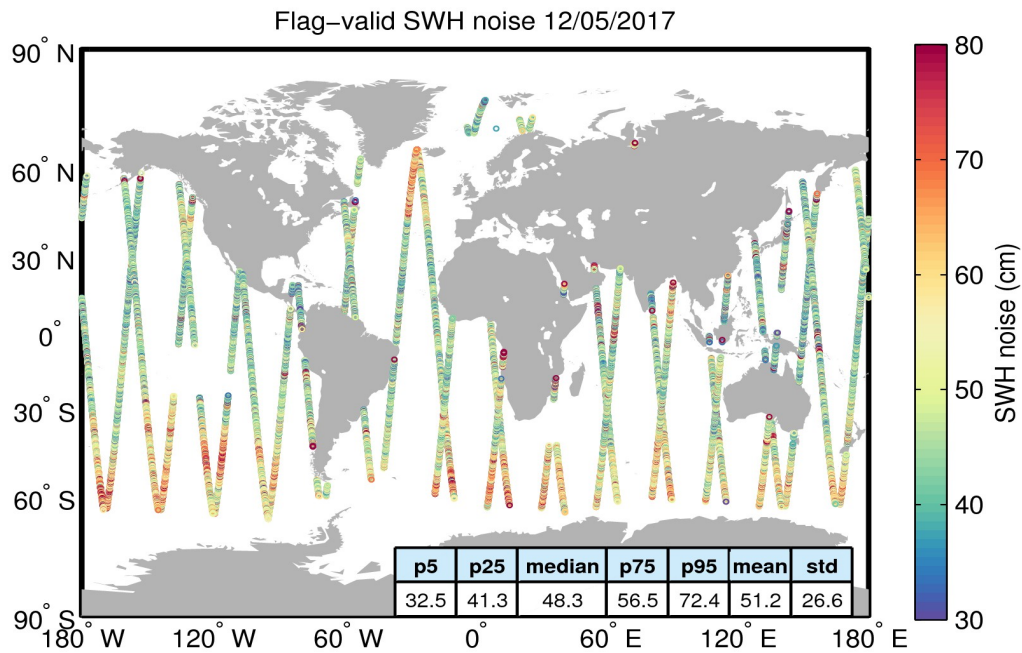 Flag−valid SWH noise 12/05/2017
90° N
60° N
30° N
0°
30° S
60° S
90° S
180° W
120° W
60° W
0°
60° E
120° E
180° E
80
70
60
50
40
30
SWH noise (cm)
p5 p25 median p75 p95 mean std
32.5 41.3 48.3 56.5 72.4 51.2 26.6